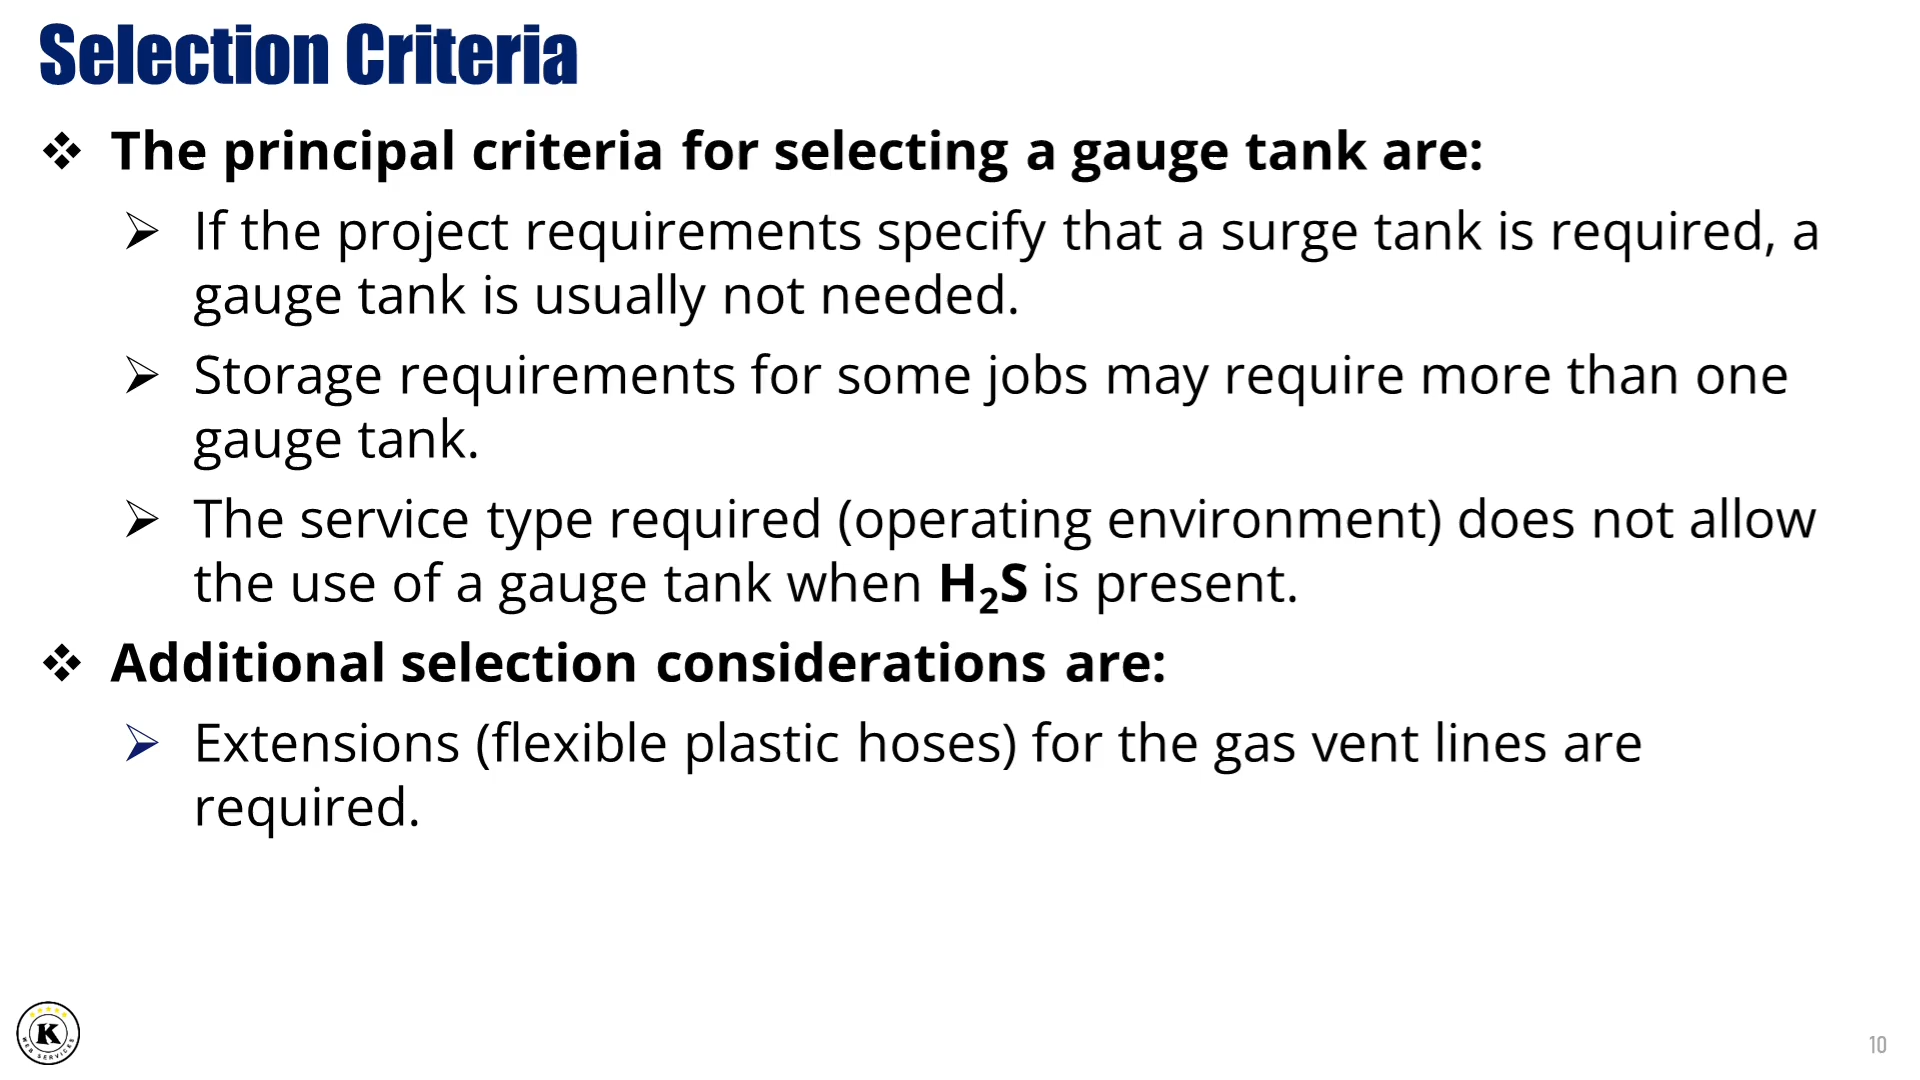 Selection Criteria
❖ The principal criteria for selecting a gauge tank are:
➢ If the project requirements specify that a surge tank is required, a
gauge tank is usually not needed.
➢ Storage requirements for some jobs may require more than one
gauge tank.
➢ The service type required (operating environment) does not allow
the use of a gauge tank when H₂S is present.
❖ Additional selection considerations are:
➢ Extensions (flexible plastic hoses) for the gas vent lines are
required.
K
WEB SERVICES
10